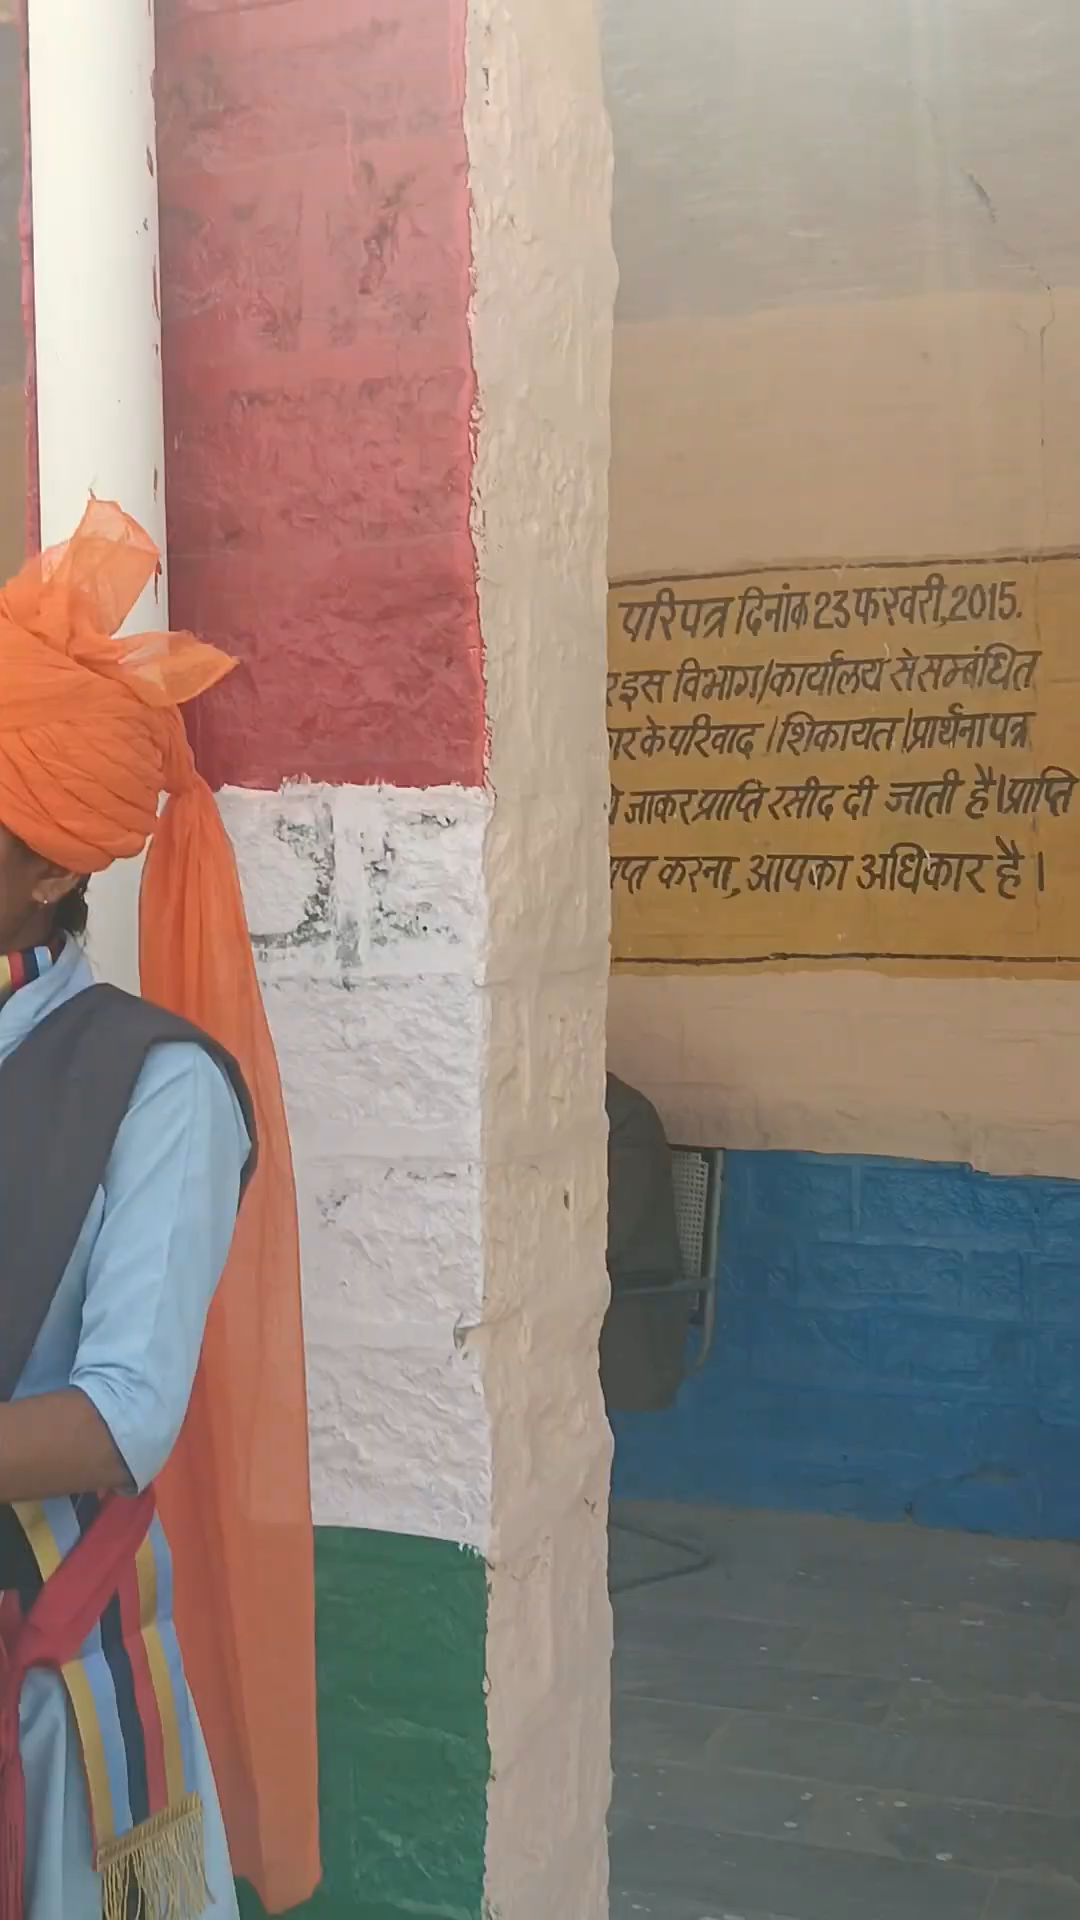 परिपत्र दिनांक 23 फरवरी, 2015.
इस विभाग/कार्यालय से सम्बंधित
के परिवाद / शिकायत / प्रार्थना पत्र
जाकर प्राप्ति रसीद दी जाती है। प्राप्ति
करना, आपका अधिकार है।